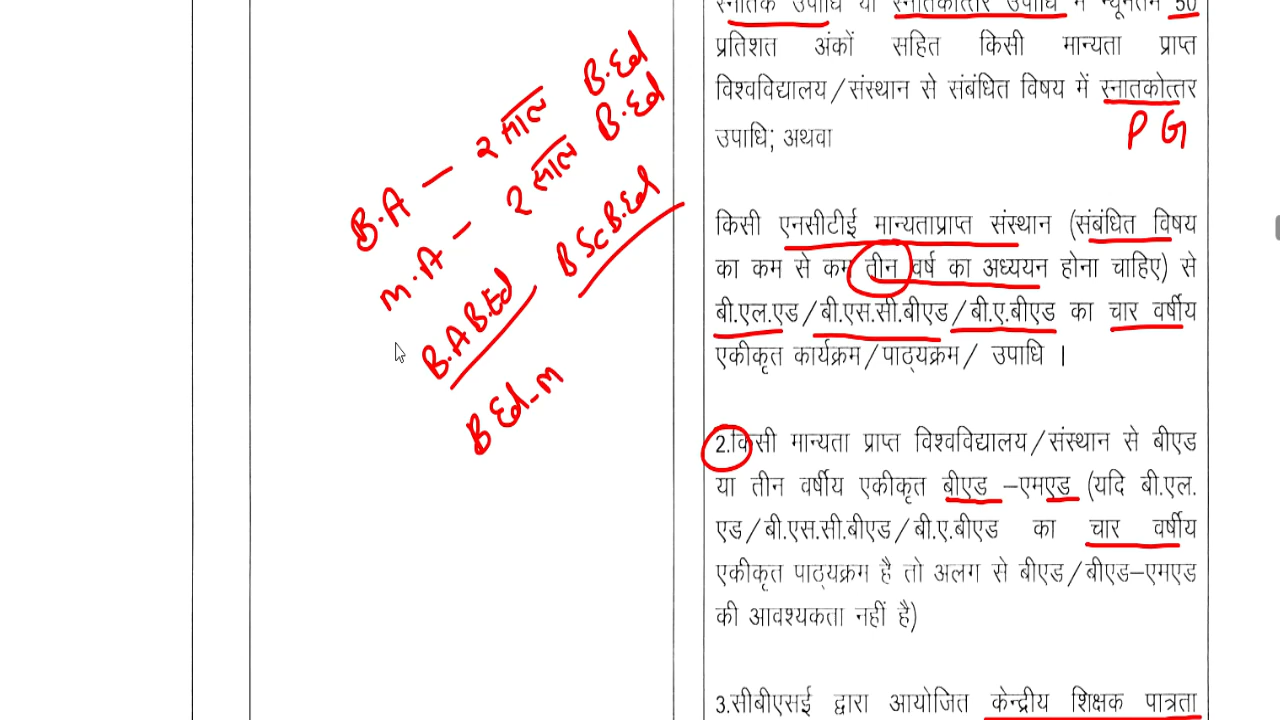 स्नातक उपाधि या स्नातकोत्तर उपाधि में न्यूनतम 50
प्रतिशत अंकों सहित किसी मान्यता प्राप्त
विश्वविद्यालय/संस्थान से संबंधित विषय में स्नातकोत्तर
उपाधि; अथवा
P G
किसी एनसीटीई मान्यताप्राप्त संस्थान (संबंधित विषय
का कम से कम तीन वर्ष का अध्ययन होना चाहिए) से
बी.एल.एड/बी.एस.सी.बीएड/बी.ए.बीएड का चार वर्षीय
एकीकृत कार्यक्रम/पाठ्यक्रम/ उपाधि ।
2.किसी मान्यता प्राप्त विश्वविद्यालय/संस्थान से बीएड
या तीन वर्षीय एकीकृत बीएड –एमएड (यदि बी.एल.
एड/बी.एस.सी.बीएड/बी.ए.बीएड का चार वर्षीय
एकीकृत पाठ्यक्रम है तो अलग से बीएड/बीएड–एमएड
की आवश्यकता नहीं है)
3.सीबीएसई द्वारा आयोजित केन्द्रीय शिक्षक पात्रता
B.A – २ साल B.Ed
M.A – २ साल B.Ed
B.A B.Ed BSc B.Ed
B Ed - M